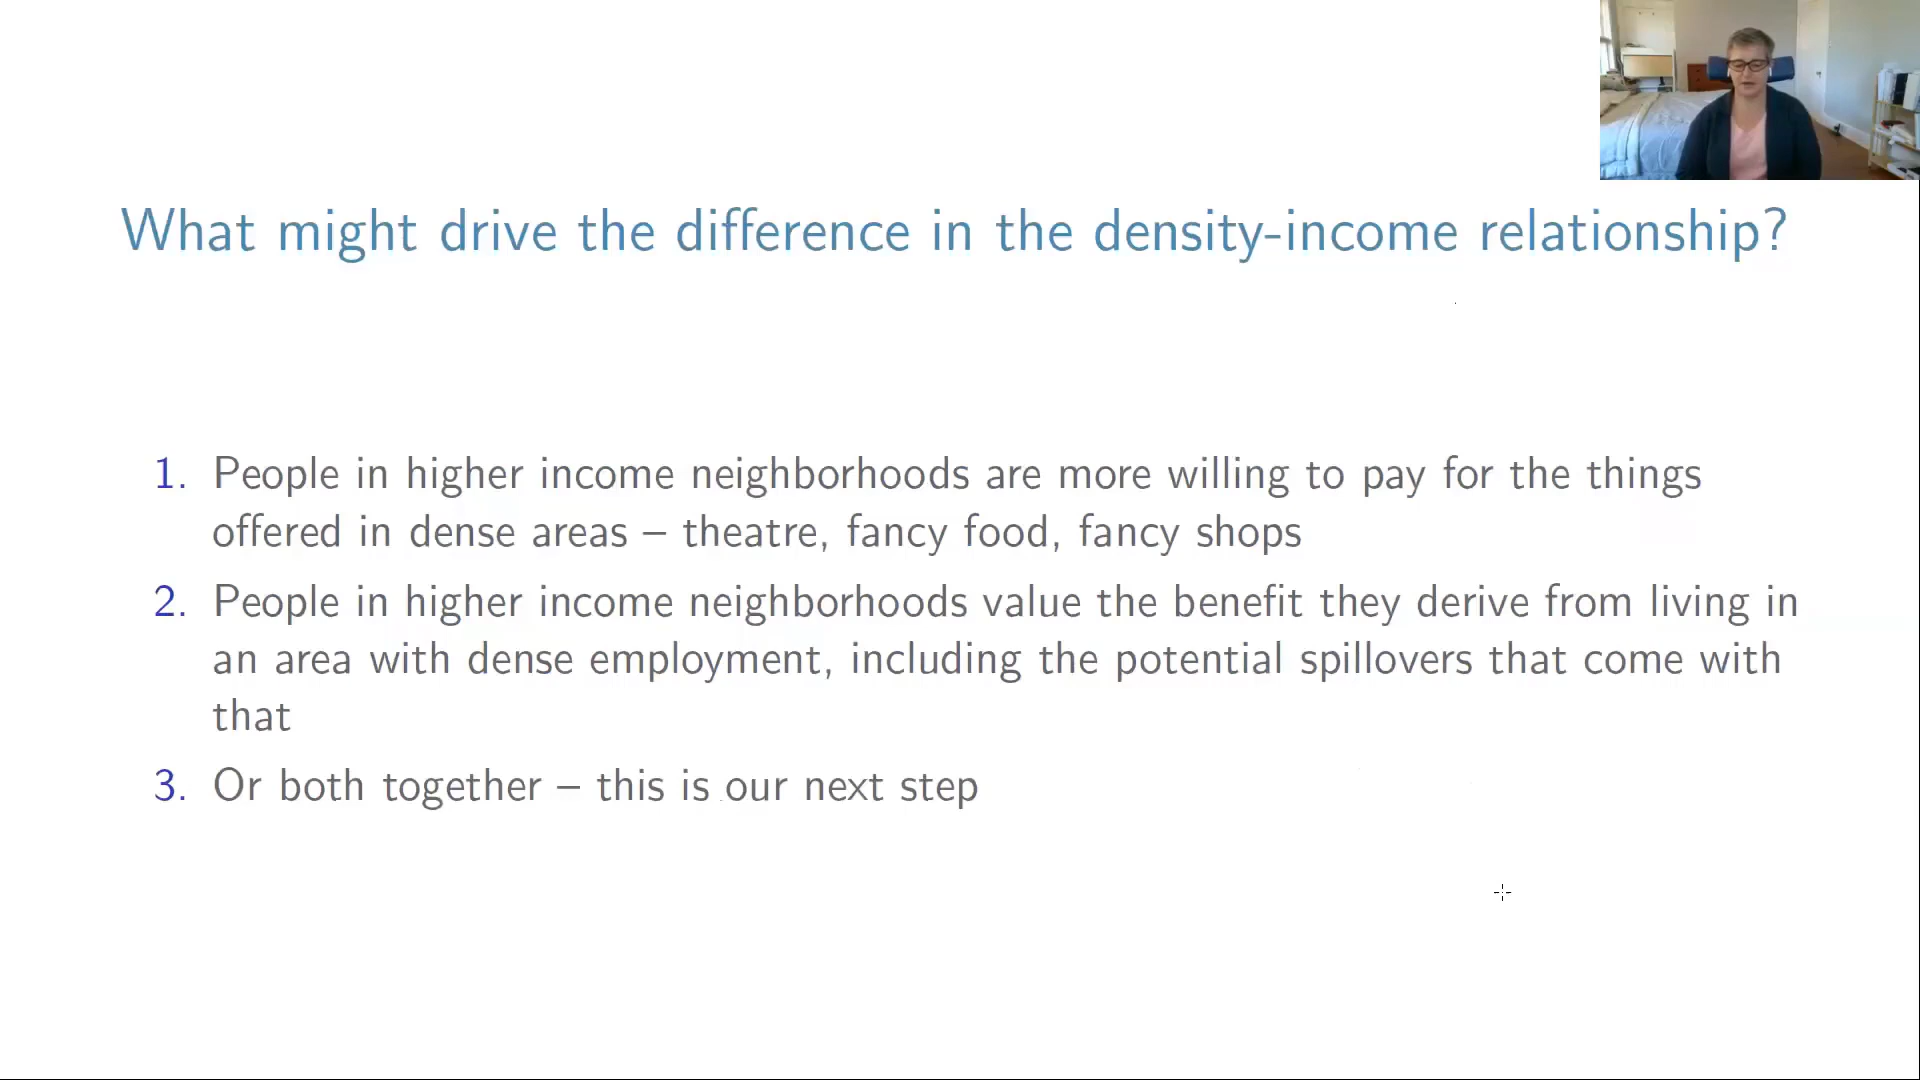 What might drive the difference in the density-income relationship?
1. People in higher income neighborhoods are more willing to pay for the things
offered in dense areas – theatre, fancy food, fancy shops
2. People in higher income neighborhoods value the benefit they derive from living in
an area with dense employment, including the potential spillovers that come with
that
3. Or both together – this is our next step